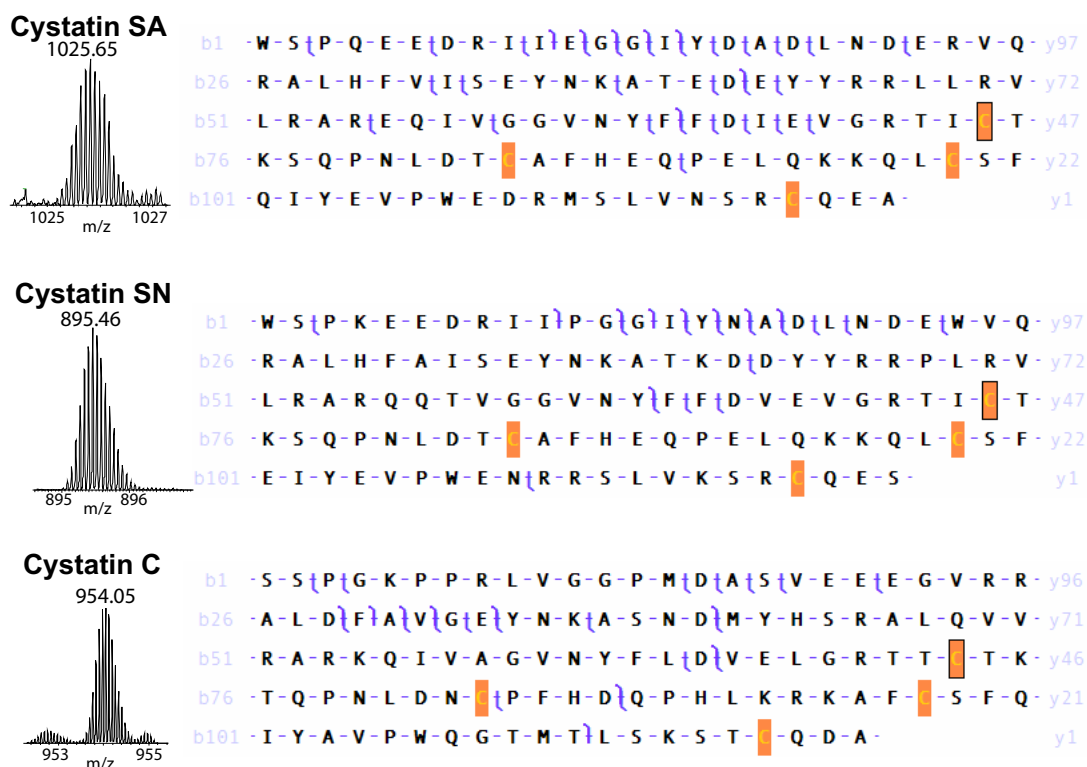 Cystatin SA
1025.65
1025 1027
m/z
b1 -W-S-P-Q-E-E-D-R-I-I-E-G-G-I-Y-D-A-D-L-N-D-E-R-V-Q- y97
b26 -R-A-L-H-F-V-I-S-E-Y-N-K-A-T-E-D-E-Y-Y-R-R-L-L-R-V- y72
b51 -L-R-A-R-E-Q-I-V-G-G-V-N-Y-F-F-D-I-E-V-G-R-T-I-C-T- y47
b76 -K-S-Q-P-N-L-D-T-C-A-F-H-E-Q-P-E-L-Q-K-K-Q-L-C-S-F- y22
b101 -Q-I-Y-E-V-P-W-E-D-R-M-S-L-V-N-S-R-C-Q-E-A- y1
Cystatin SN
895.46
895 896
m/z
b1 -W-S-P-K-E-E-D-R-I-I-P-G-G-I-Y-N-A-D-L-N-D-E-W-V-Q- y97
b26 -R-A-L-H-F-A-I-S-E-Y-N-K-A-T-K-D-D-Y-Y-R-R-P-L-R-V- y72
b51 -L-R-A-R-Q-Q-T-V-G-G-V-N-Y-F-F-D-V-E-V-G-R-T-I-C-T- y47
b76 -K-S-Q-P-N-L-D-T-C-A-F-H-E-Q-P-E-L-Q-K-K-Q-L-C-S-F- y22
b101 -E-I-Y-E-V-P-W-E-N-R-R-S-L-V-K-S-R-C-Q-E-S- y1
Cystatin C
954.05
953 955
m/z
b1 -S-S-P-G-K-P-P-R-L-V-G-G-P-M-D-A-S-V-E-E-E-G-V-R-R- y96
b26 -A-L-D-F-A-V-G-E-Y-N-K-A-S-N-D-M-Y-H-S-R-A-L-Q-V-V- y71
b51 -R-A-R-K-Q-I-V-A-G-V-N-Y-F-L-D-V-E-L-G-R-T-T-C-T-K- y46
b76 -T-Q-P-N-L-D-N-C-P-F-H-D-Q-P-H-L-K-R-K-A-F-C-S-F-Q- y21
b101 -I-Y-A-V-P-W-Q-G-T-M-T-L-S-K-S-T-C-Q-D-A- y1